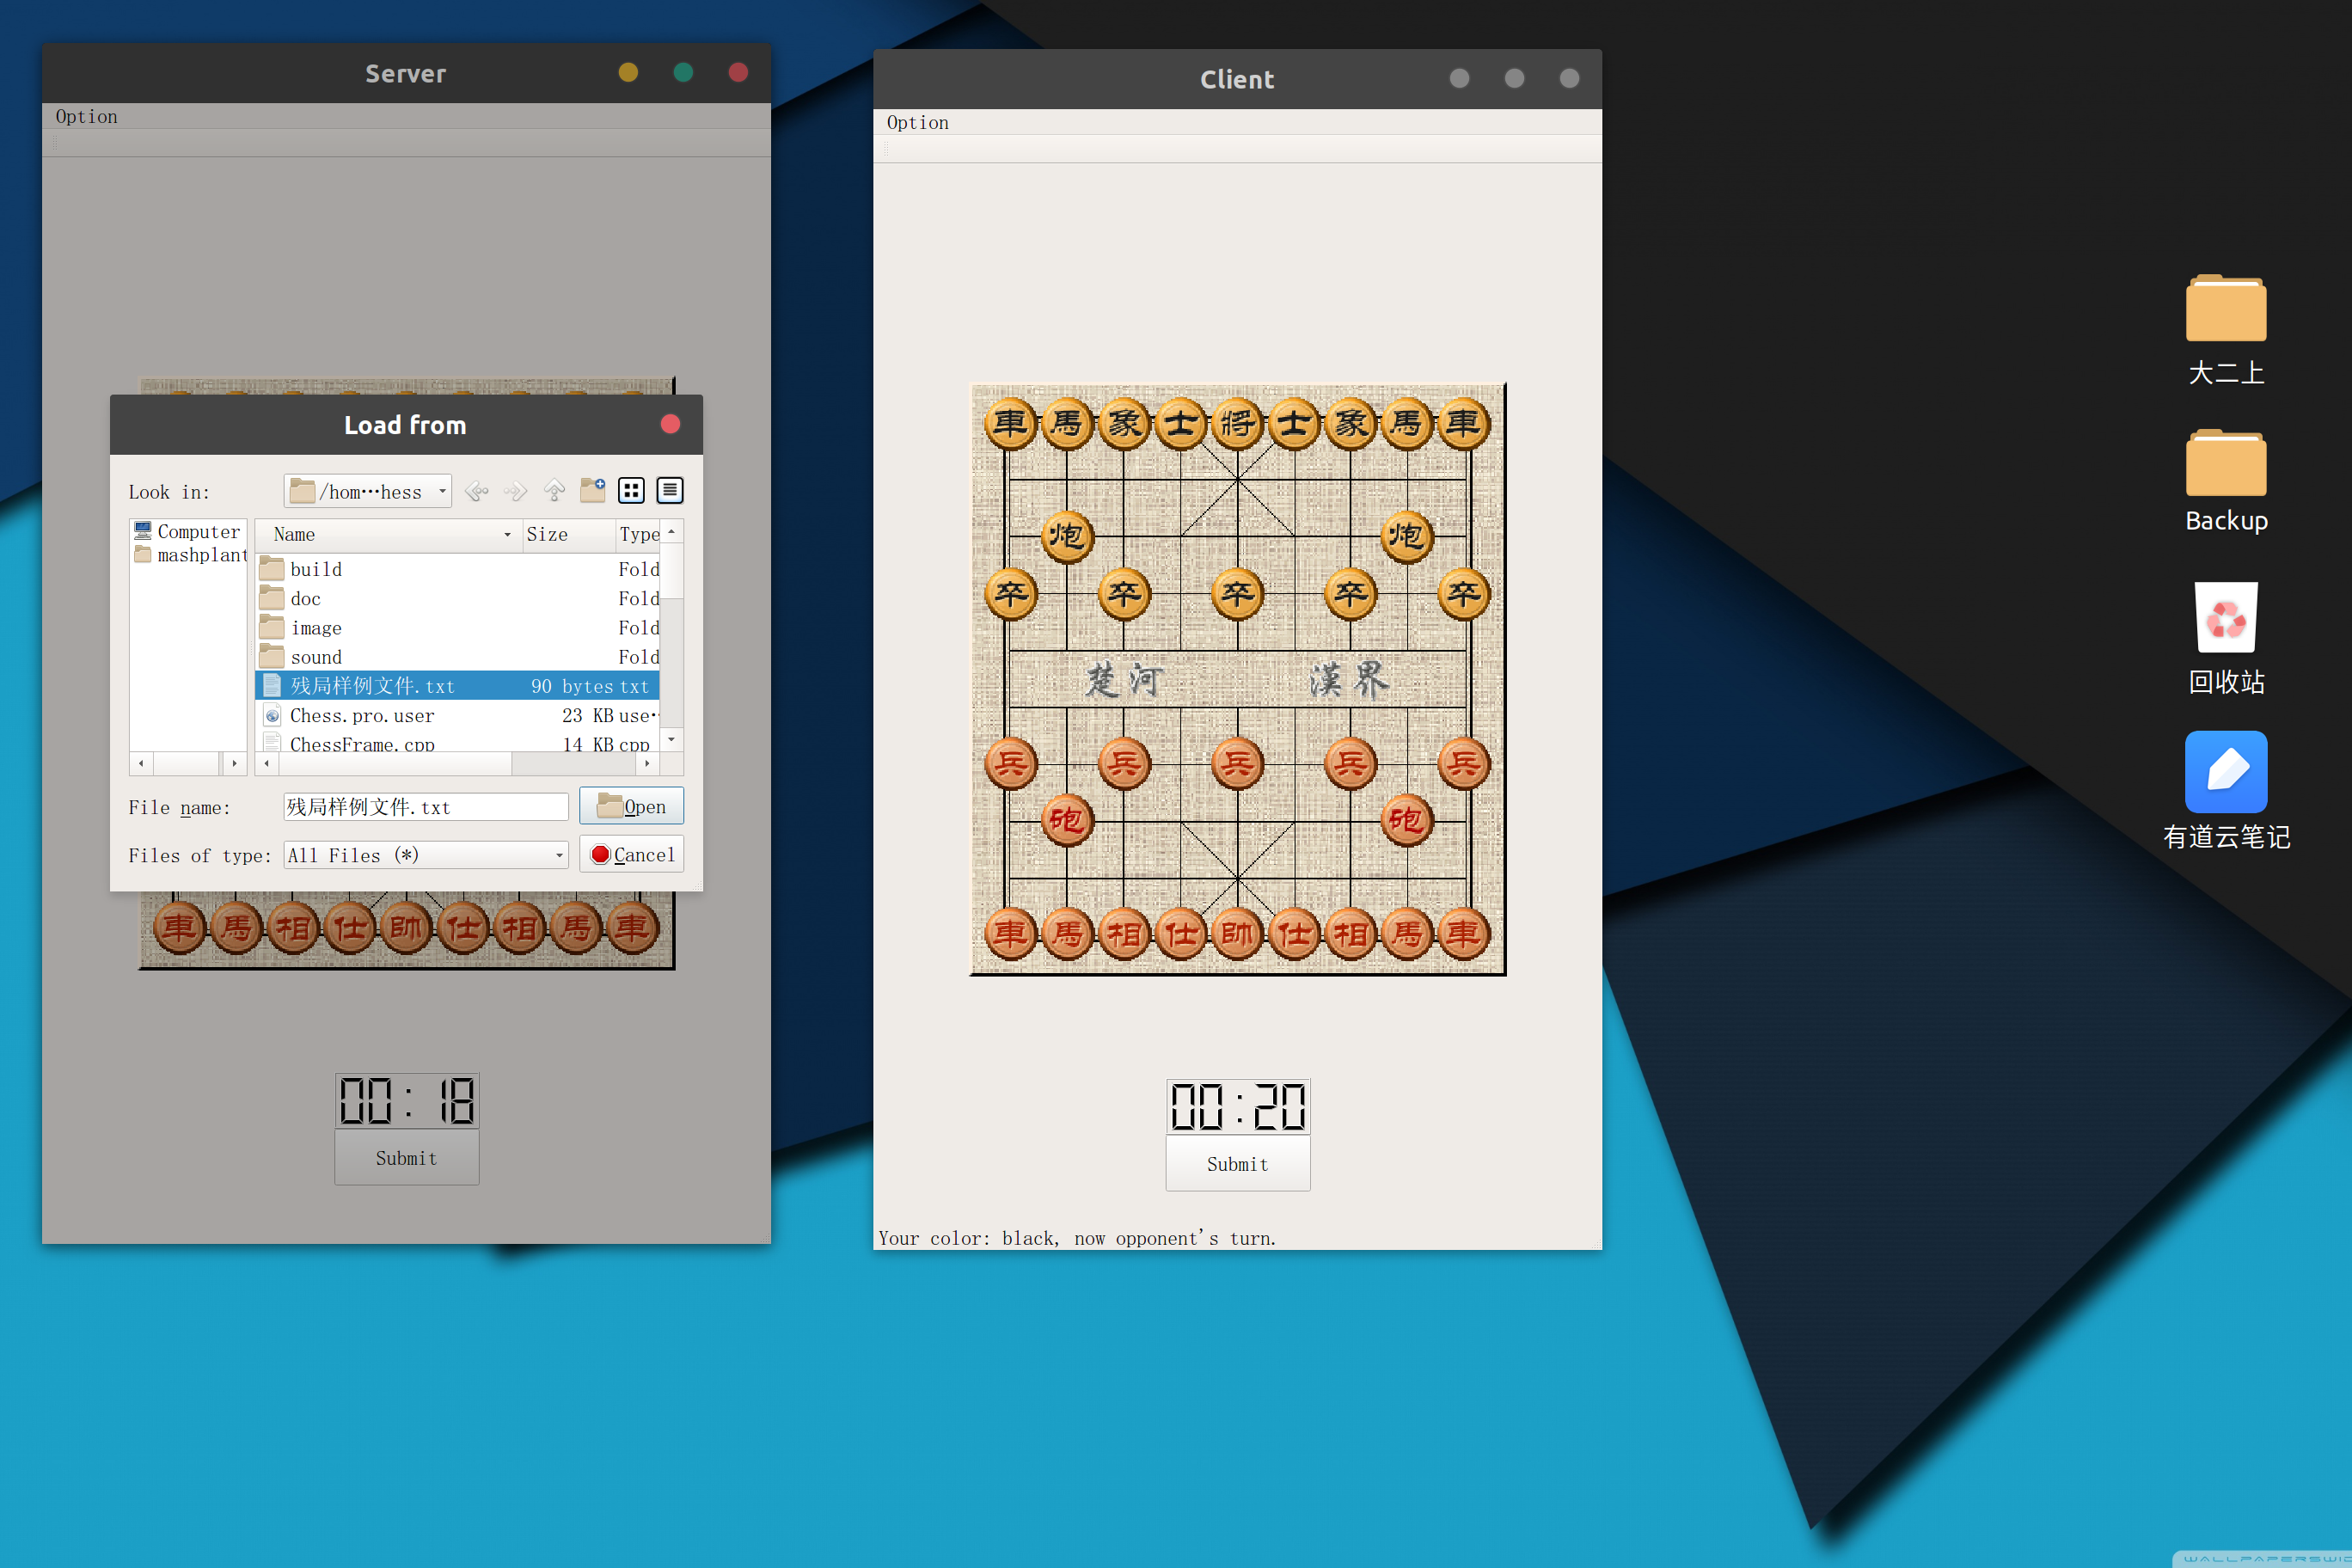 Server
Option
Load from
Look in:
/hom…hess
Computer
mashplant
Name
Size
Type
build
Fold
doc
Fold
image
Fold
sound
Fold
残局样例文件.txt
90 bytes
txt
Chess.pro.user
23 KB
use…
ChessFrame.cpp
14 KB
cpp
File name:
残局样例文件.txt
Open
Files of type:
All Files (*)
Cancel
車馬相仕帥仕相馬車
00:18
Submit
Client
Option
車馬象士將士象馬車
炮 炮
卒 卒 卒 卒 卒
楚河 漢界
兵 兵 兵 兵 兵
砲 砲
車馬相仕帥仕相馬車
00:20
Submit
Your color: black, now opponent's turn.
大二上
Backup
回收站
有道云笔记